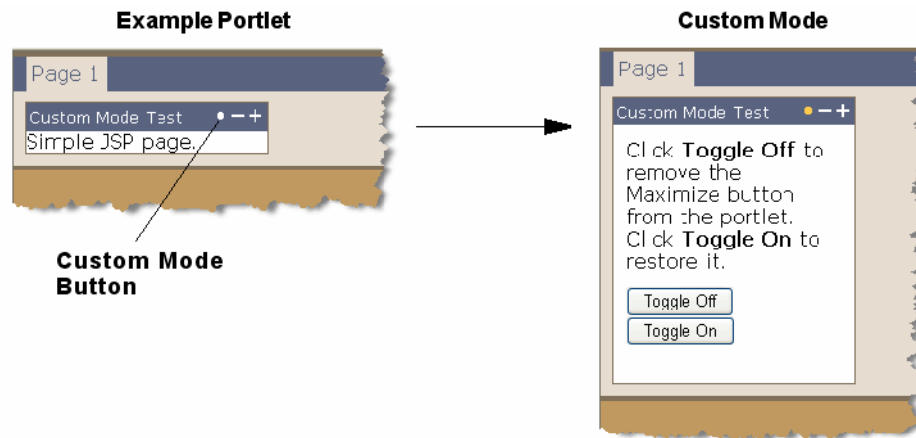 Example Portlet
Page 1
Custom Mode Test
Simple JSP page.
Custom Mode
Button
Custom Mode
Page 1
Custom Mode Test
Click Toggle Off to
remove the
Maximize button
from the portlet.
Click Toggle On to
restore it.
Toggle Off
Toggle On